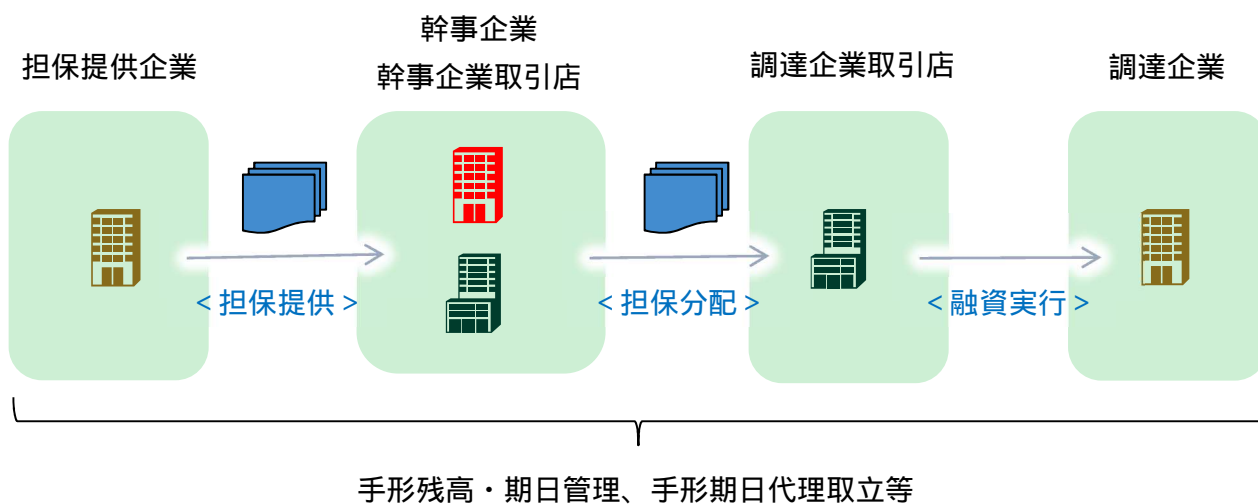 担保提供企業
幹事企業
幹事企業取引店
調達企業取引店
調達企業
<担保提供>
<担保分配>
<融資実行>
手形残高・期日管理、手形期日代理取立等